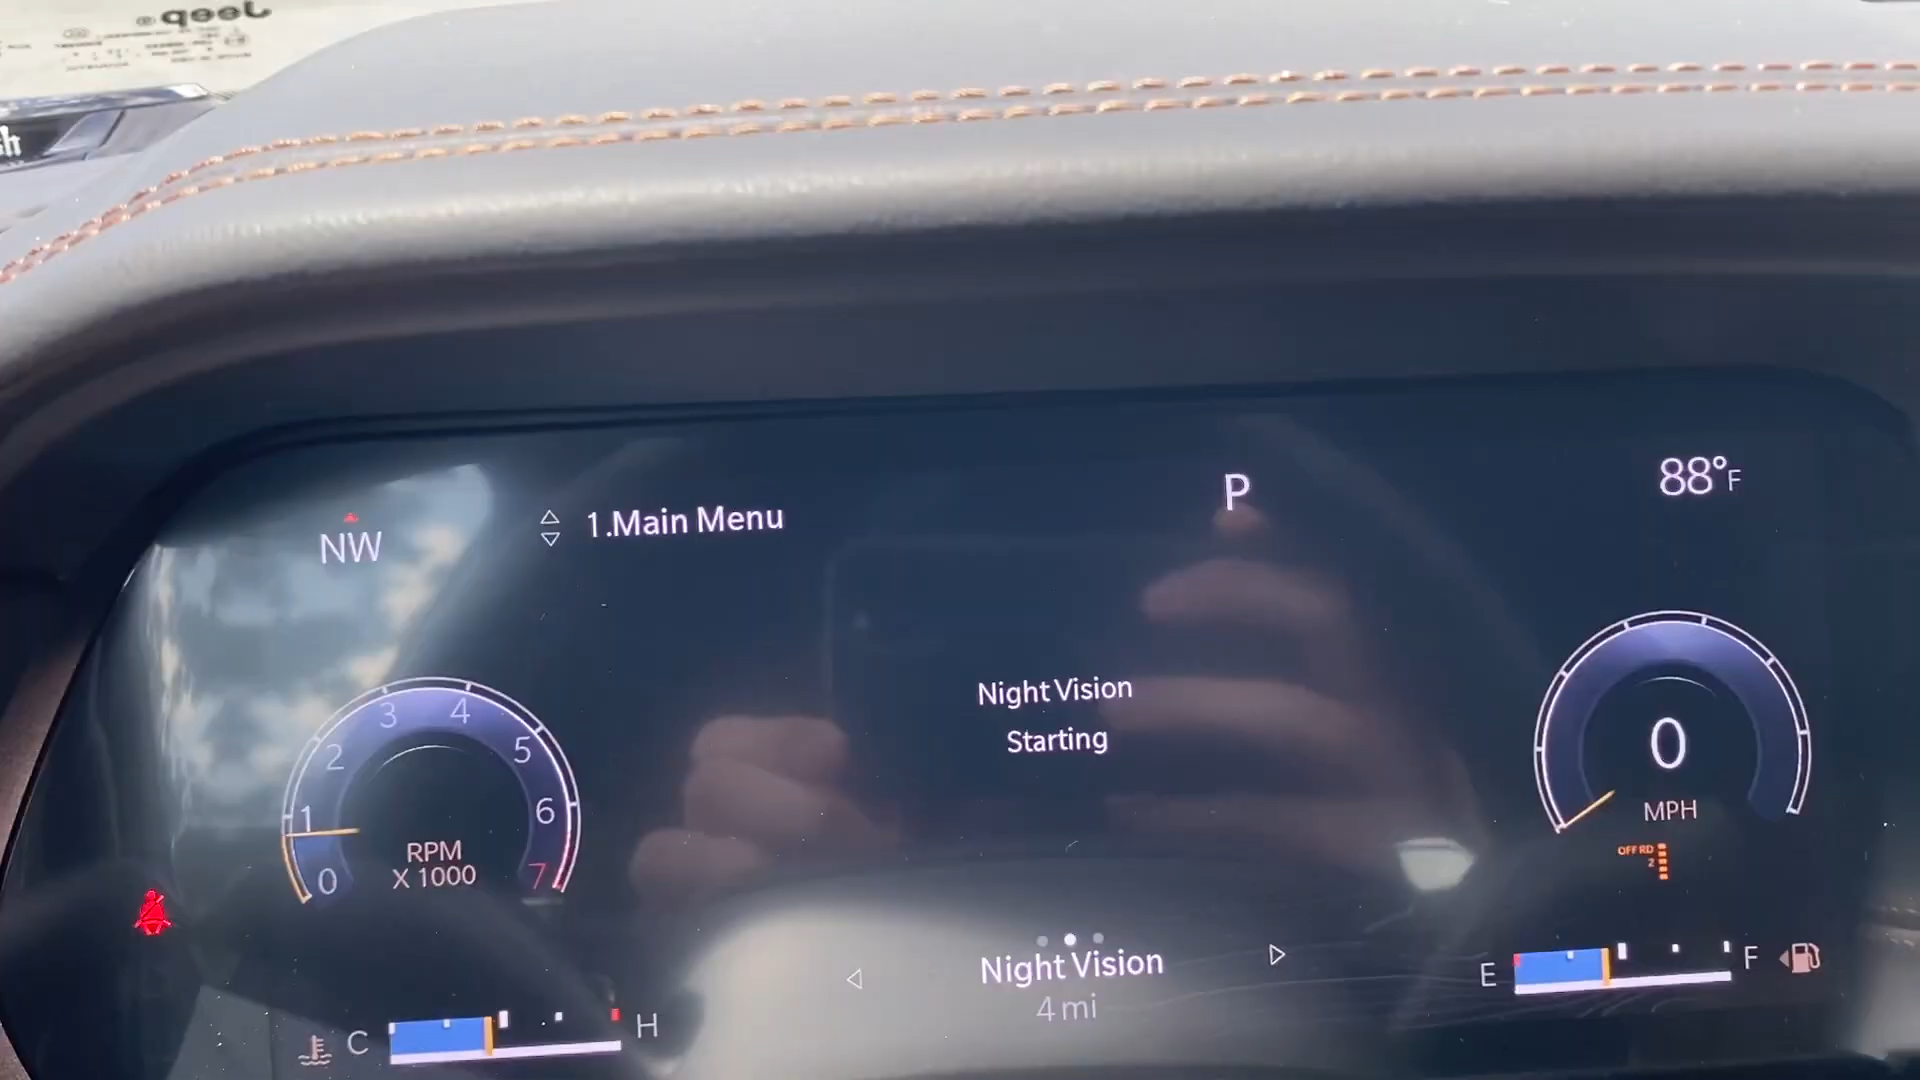 Jeep
NW
1.Main Menu
P
88°F
Night Vision
Starting
0
1
2
3
4
5
6
7
RPM
X 1000
0
MPH
OFF RD
2
Night Vision
4 mi
C
H
E
F